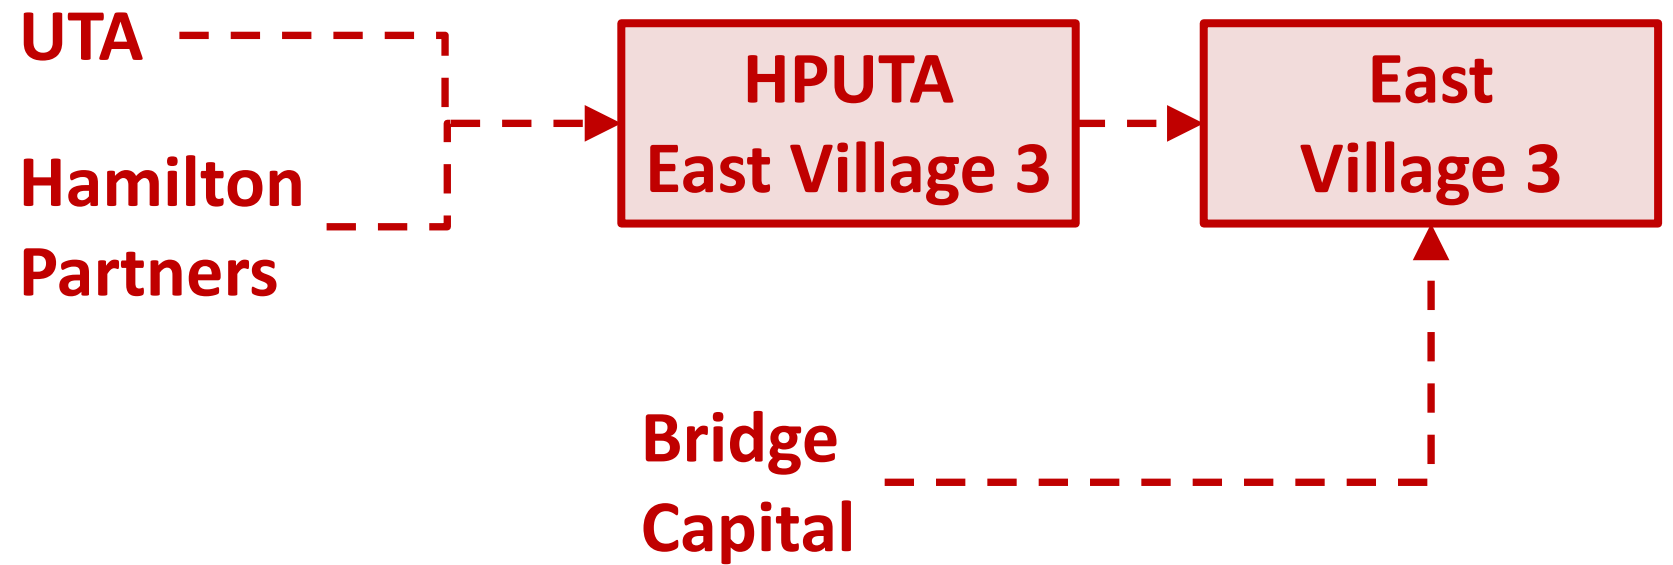 UTA
Hamilton
Partners
HPUTA
East Village 3
East
Village 3
Bridge
Capital